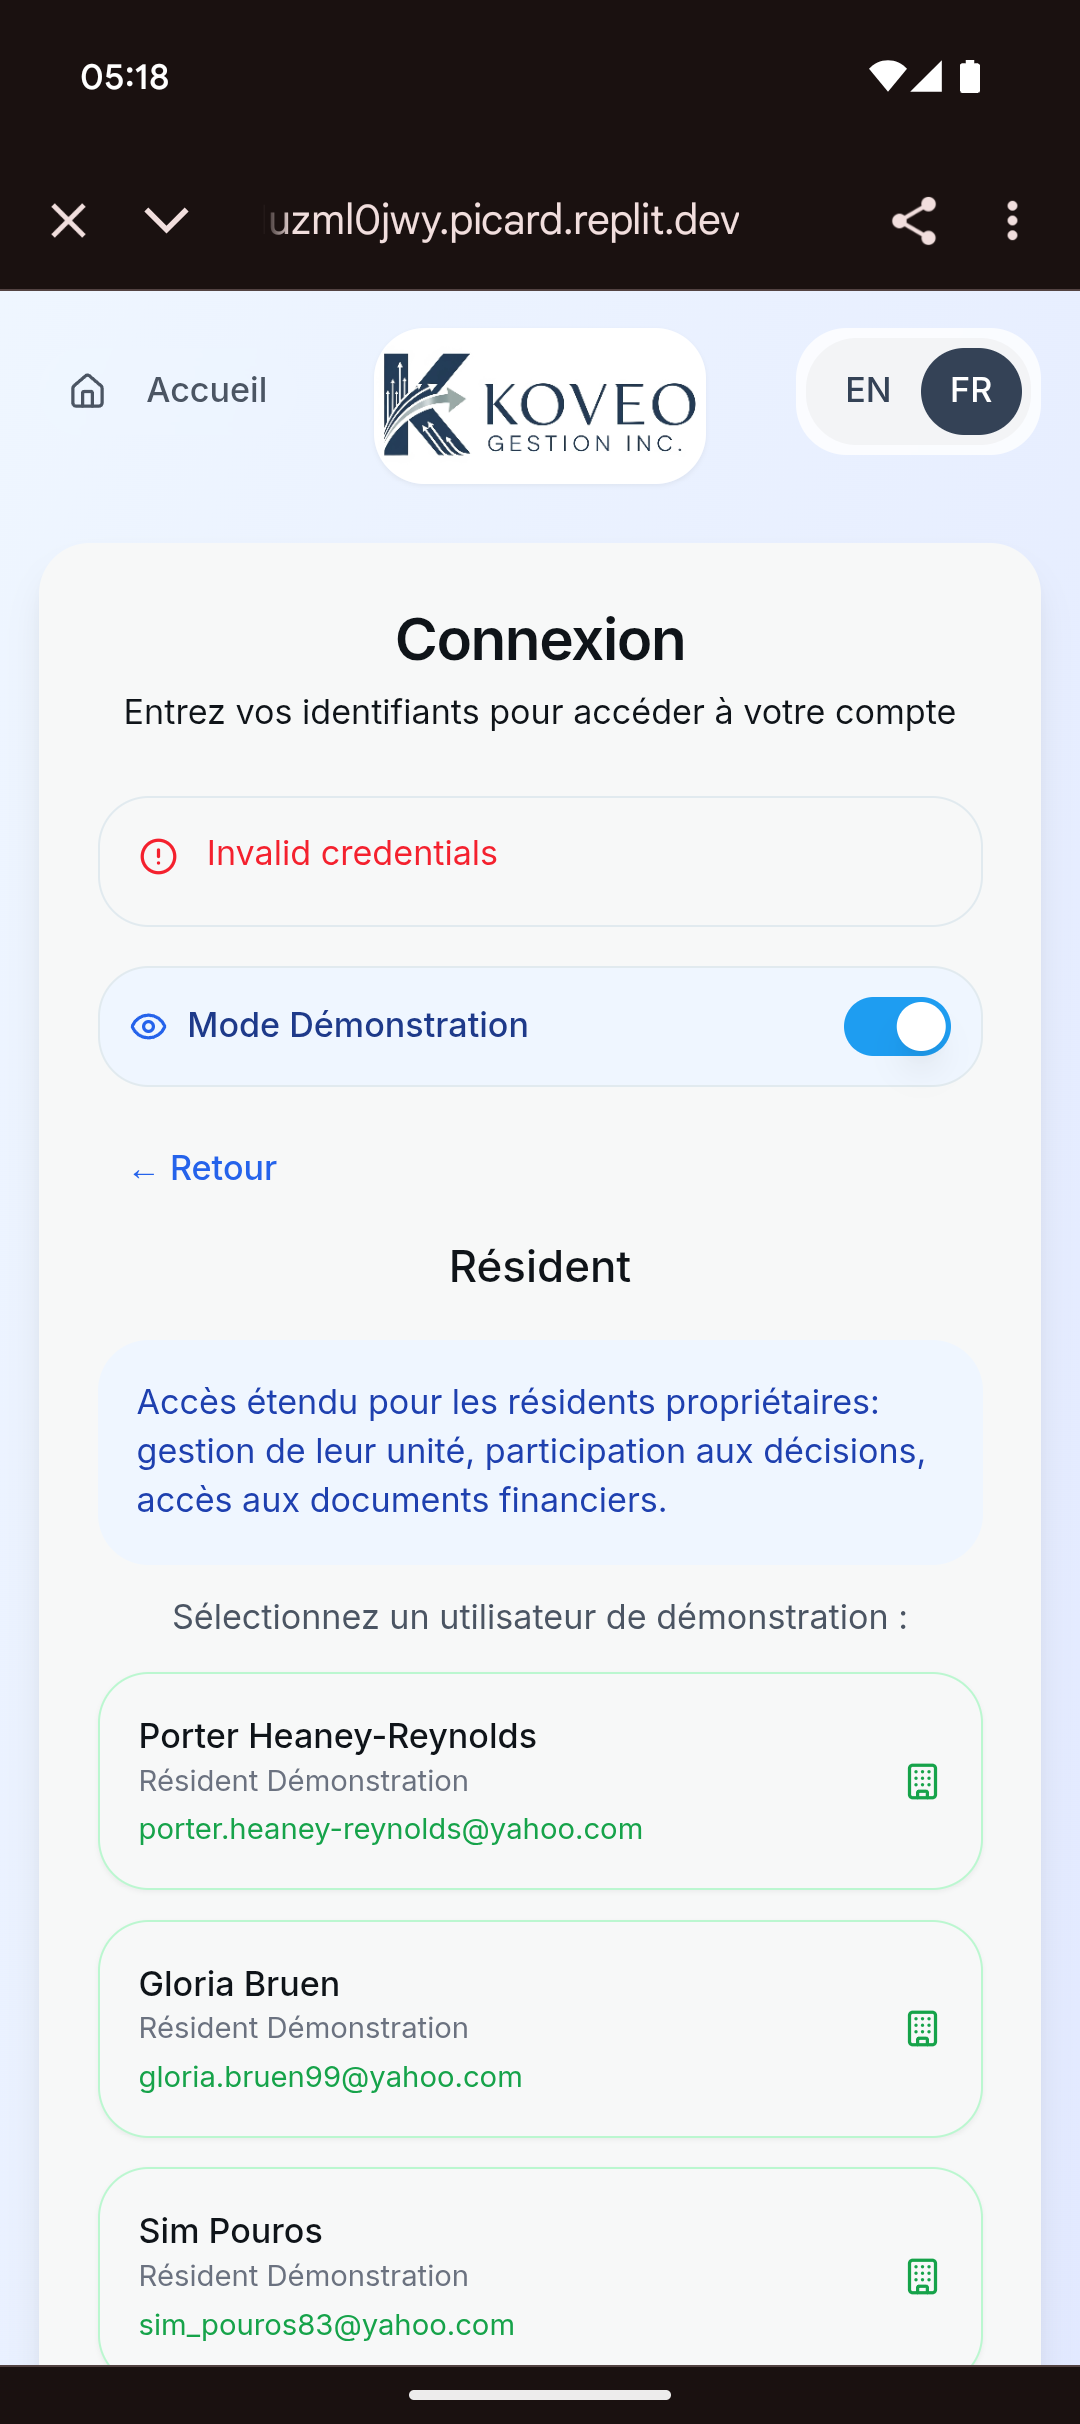 05:18
uzml0jwy.picard.replit.dev
Accueil
KOVEO
GESTION INC.
EN
FR
Connexion
Entrez vos identifiants pour accéder à votre compte
Invalid credentials
Mode Démonstration
← Retour
Résident
Accès étendu pour les résidents propriétaires:
gestion de leur unité, participation aux décisions,
accès aux documents financiers.
Sélectionnez un utilisateur de démonstration :
Porter Heaney-Reynolds
Résident Démonstration
porter.heaney-reynolds@yahoo.com
Gloria Bruen
Résident Démonstration
gloria.bruen99@yahoo.com
Sim Pouros
Résident Démonstration
sim_pouros83@yahoo.com